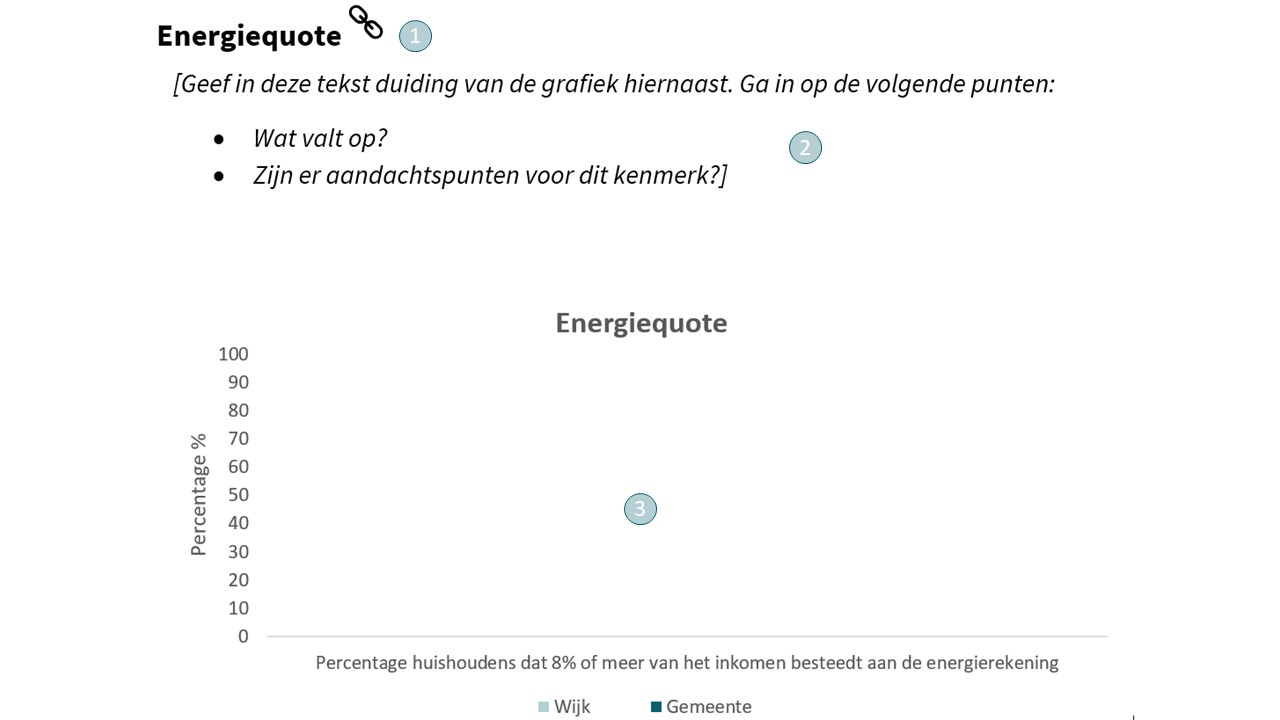 Energiequote 1
[Geef in deze tekst duiding van de grafiek hiernaast. Ga in op de volgende punten:
• Wat valt op?
2
• Zijn er aandachtspunten voor dit kenmerk?]
Energiequote
100
90
80
70
60
50
40
30
20
10
0
Percentage %
3
Percentage huishoudens dat 8% of meer van het inkomen besteedt aan de energierekening
Wijk Gemeente